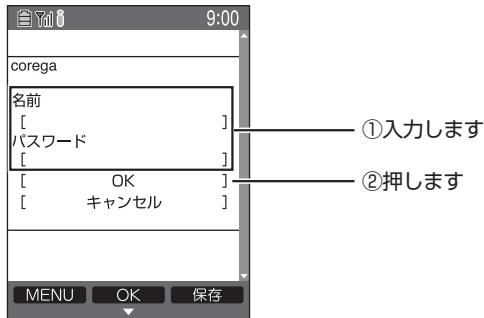 9:00
corega
名前
[ ]
①入力します
パスワード
[ ]
[ OK ]
②押します
[ キャンセル ]
MENU OK 保存